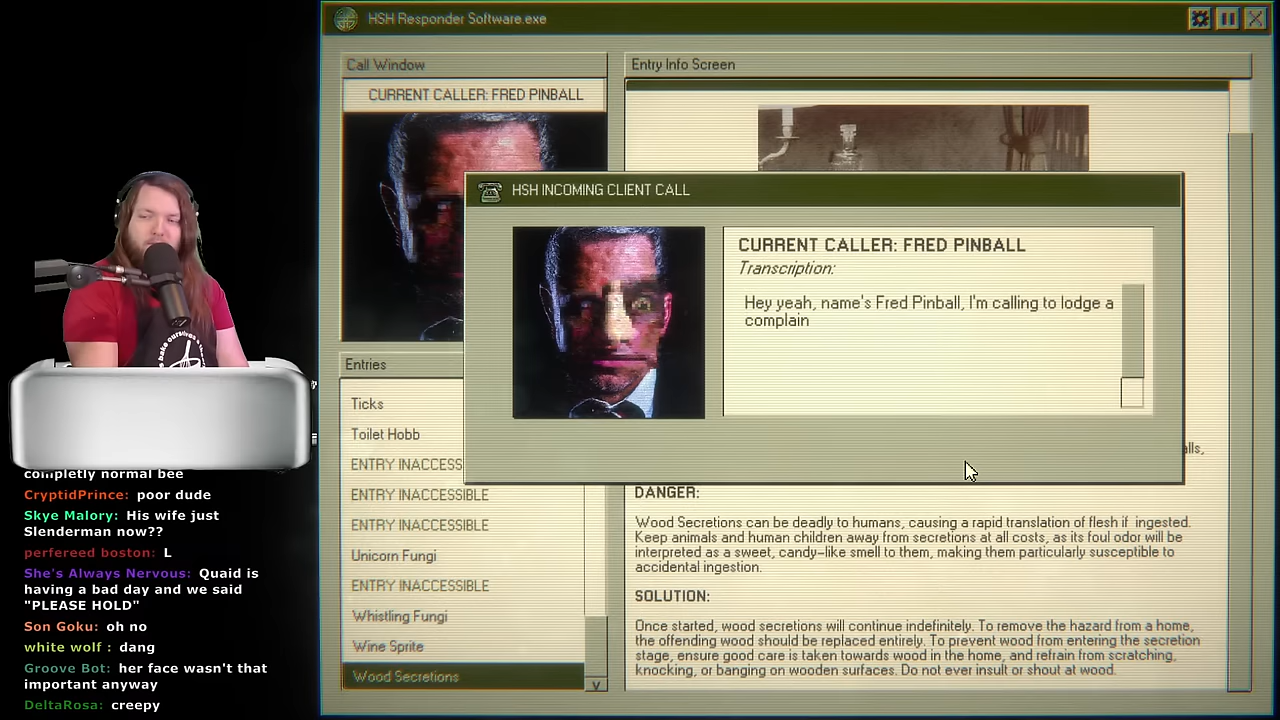 HSH Responder Software.exe
Call Window
CURRENT CALLER: FRED PINBALL
Entry Info Screen
HSH INCOMING CLIENT CALL
CURRENT CALLER: FRED PINBALL
Transcription:
Hey yeah, name's Fred Pinball, I'm calling to lodge a
complain
Entries
Ticks
Toilet Hobb
ENTRY INACCESS
ENTRY INACCESSIBLE
ENTRY INACCESSIBLE
Unicorn Fungi
ENTRY INACCESSIBLE
Whistling Fungi
Wine Sprite
Wood Secretions
DANGER:
Wood Secretions can be deadly to humans, causing a rapid translation of flesh if ingested.
Keep animals and human children away from secretions at all costs, as its foul odor will be
interpreted as a sweet, candy-like smell to them, making them particularly susceptible to
accidental ingestion.
SOLUTION:
Once started, wood secretions will continue indefinitely. To remove the hazard from a home,
the offending wood should be replaced entirely. To prevent wood from entering the secretion
stage, ensure good care is taken towards wood in the home, and refrain from scratching,
knocking, or banging on wooden surfaces. Do not ever insult or shout at wood.
completly normal bee
CryptidPrince: poor dude
Skye Malory: His wife just
Slenderman now??
perfereed boston: L
She's Always Nervous: Quaid is
having a bad day and we said
"PLEASE HOLD"
Son Goku: oh no
white wolf : dang
Groove Bot: her face wasn't that
important anyway
DeltaRosa: creepy